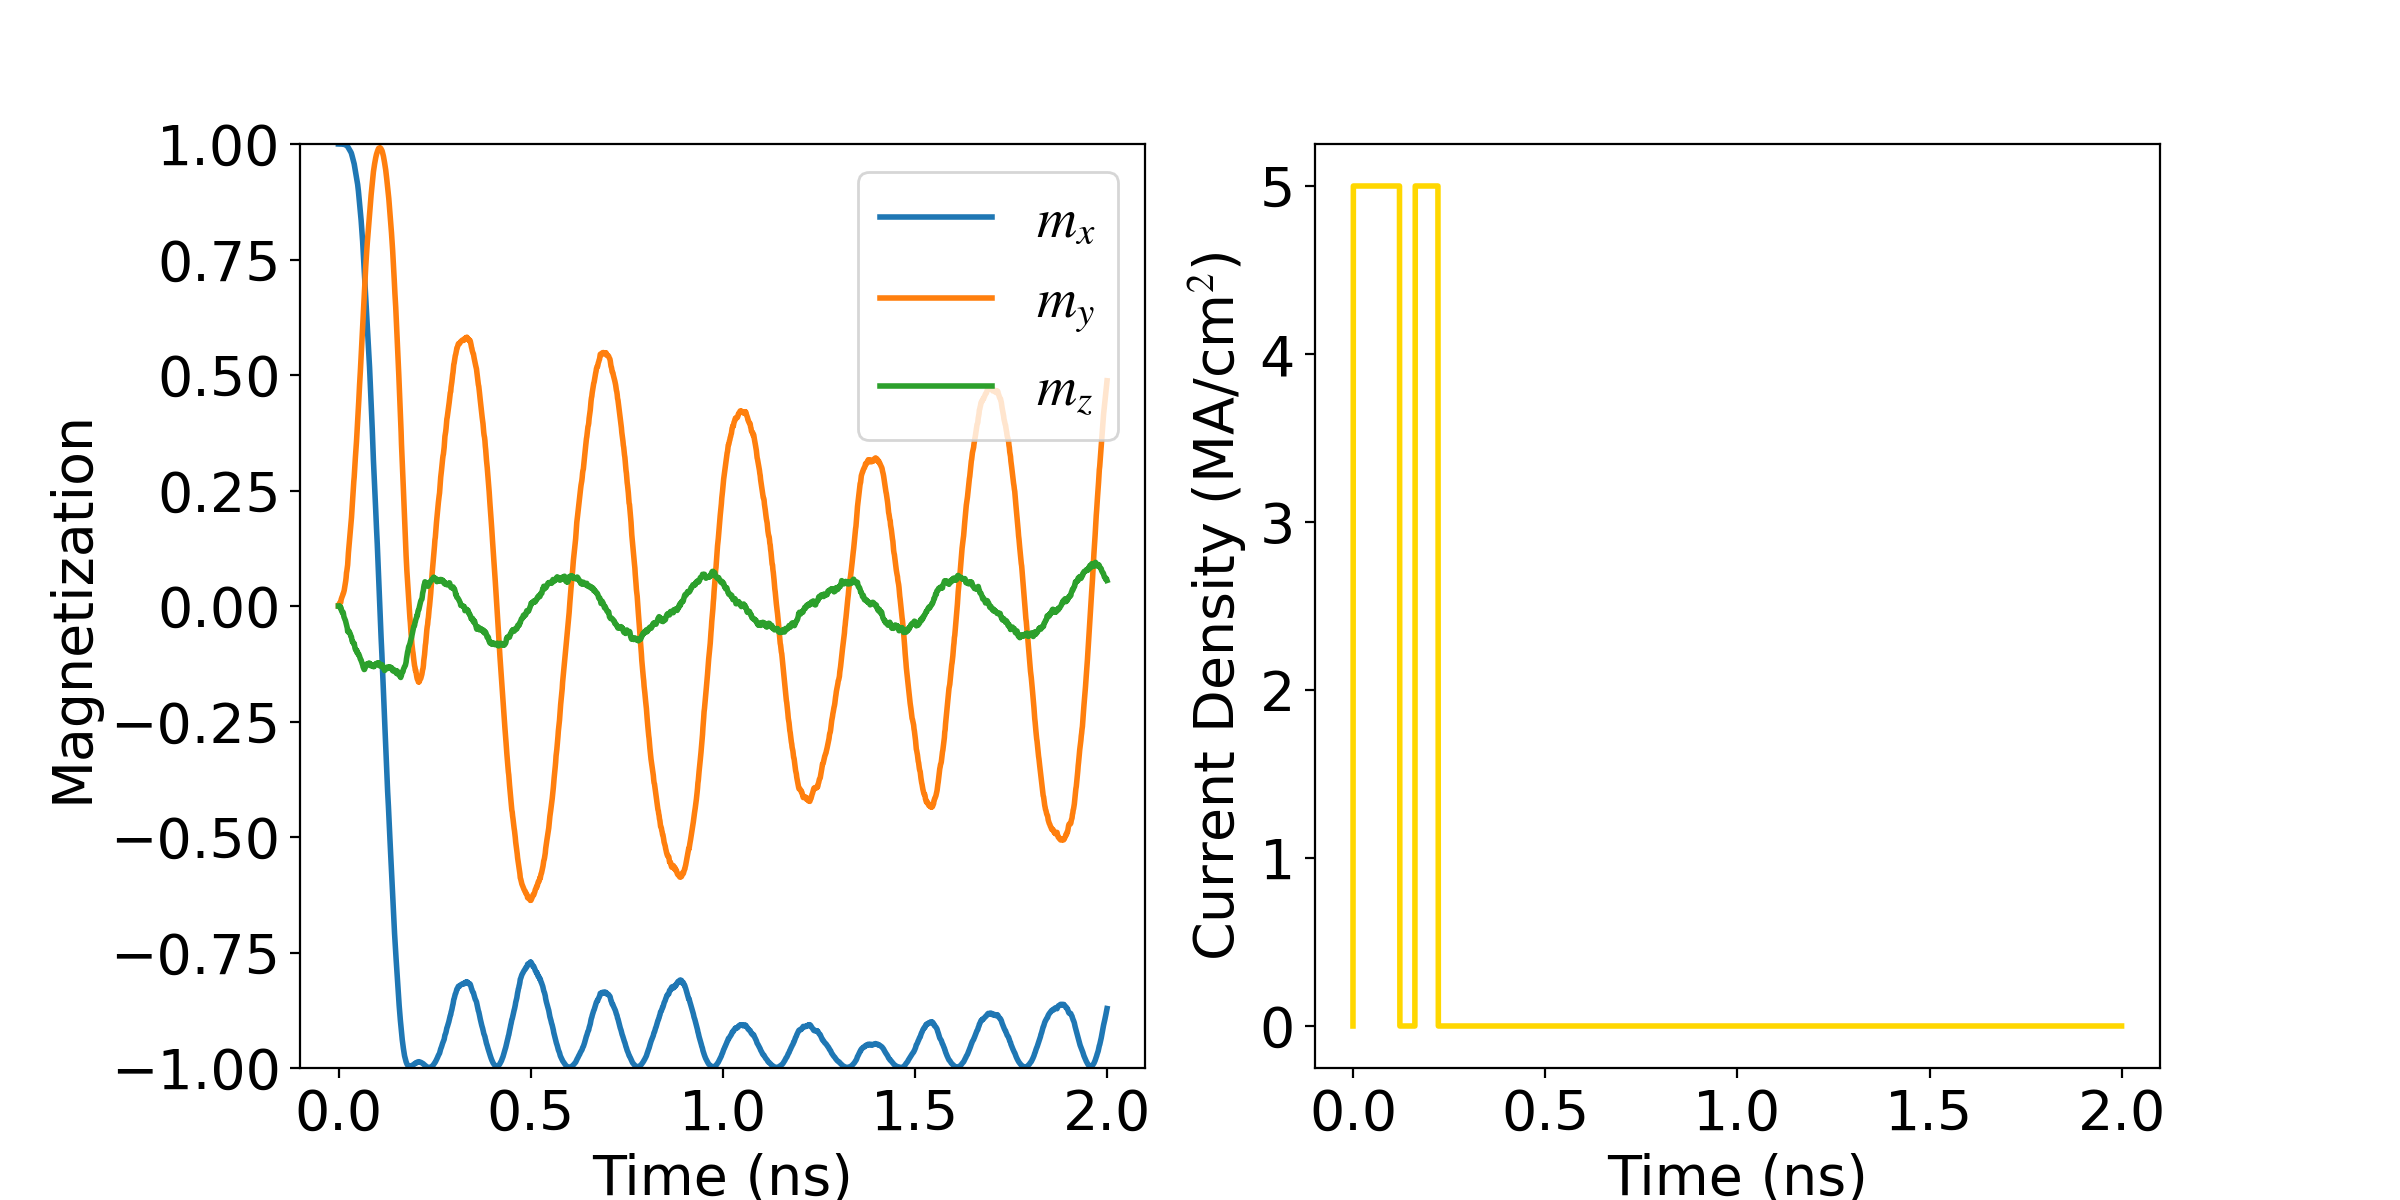 Magnetization
1.00
0.75
0.50
0.25
0.00
−0.25
−0.50
−0.75
−1.00
0.0 0.5 1.0 1.5 2.0
Time (ns)
mₓ
m_y
m_z
Current Density (MA/cm²)
5
4
3
2
1
0
0.0 0.5 1.0 1.5 2.0
Time (ns)